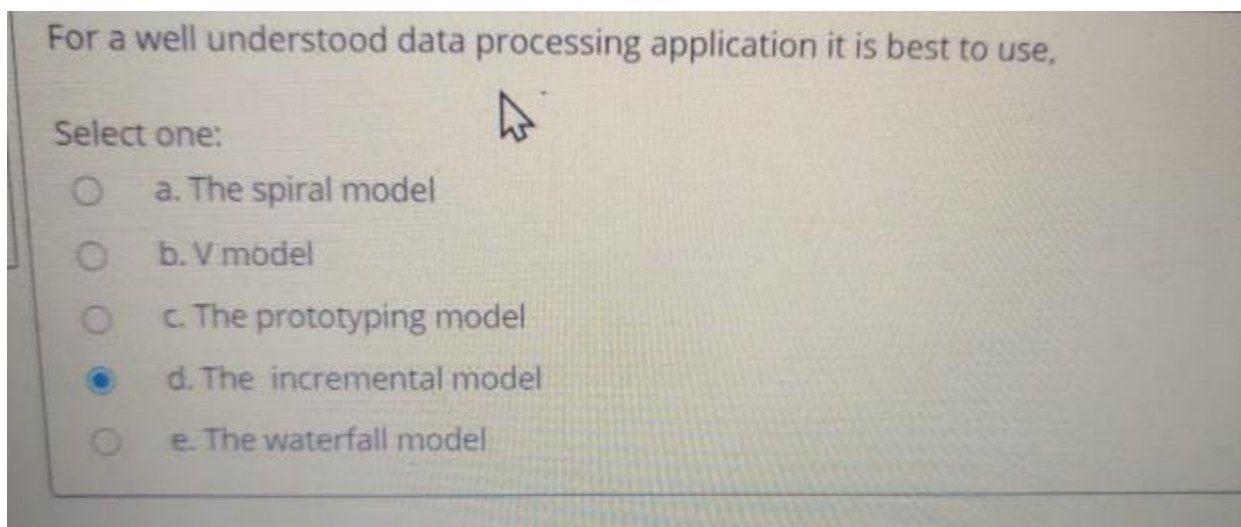 For a well understood data processing application it is best to use,
Select one:
a. The spiral model
b. V model
c. The prototyping model
d. The incremental model
e. The waterfall model